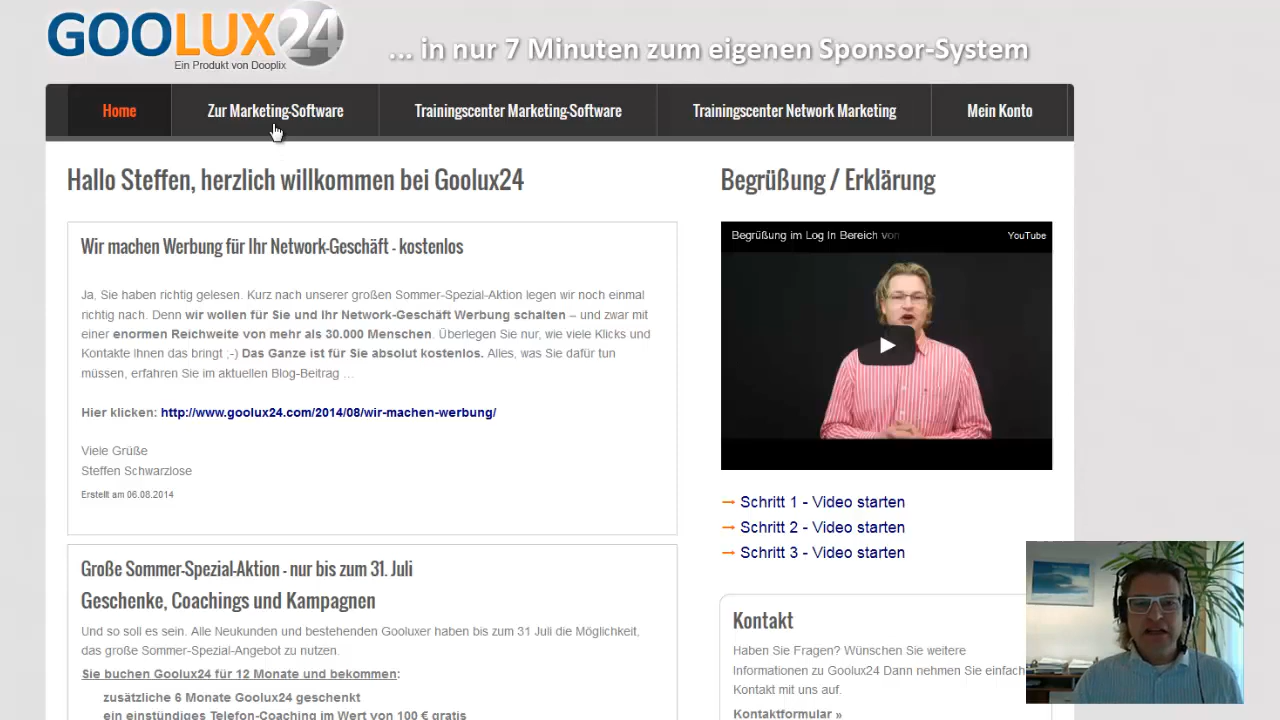 GOOLUX24
Ein Produkt von Dooplix
... in nur 7 Minuten zum eigenen Sponsor-System
Home
Zur Marketing-Software
Trainingscenter Marketing-Software
Trainingscenter Network Marketing
Mein Konto
Hallo Steffen, herzlich willkommen bei Goolux24
Wir machen Werbung für Ihr Network-Geschäft - kostenlos
Ja, Sie haben richtig gelesen. Kurz nach unserer großen Sommer-Spezial-Aktion legen wir noch einmal
richtig nach. Denn wir wollen für Sie und Ihr Network-Geschäft Werbung schalten – und zwar mit
einer enormen Reichweite von mehr als 30.000 Menschen. Überlegen Sie nur, wie viele Klicks und
Kontakte Ihnen das bringt ;-) Das Ganze ist für Sie absolut kostenlos. Alles, was Sie dafür tun
müssen, erfahren Sie im aktuellen Blog-Beitrag ...
Hier klicken: http://www.goolux24.com/2014/08/wir-machen-werbung/
Viele Grüße
Steffen Schwarzlose
Erstellt am 06.08.2014
Große Sommer-Spezial-Aktion - nur bis zum 31. Juli
Geschenke, Coachings und Kampagnen
Und so soll es sein. Alle Neukunden und bestehenden Gooluxer haben bis zum 31 Juli die Möglichkeit,
das große Sommer-Spezial-Angebot zu nutzen.
Sie buchen Goolux24 für 12 Monate und bekommen:
zusätzliche 6 Monate Goolux24 geschenkt
ein einstündiges Telefon-Coaching im Wert von 100 € gratis
Begrüßung / Erklärung
Begrüßung im Log In Bereich von
YouTube
→ Schritt 1 - Video starten
→ Schritt 2 - Video starten
→ Schritt 3 - Video starten
Kontakt
Haben Sie Fragen? Wünschen Sie weitere
Informationen zu Goolux24 Dann nehmen Sie einfach
Kontakt mit uns auf.
Kontaktformular »